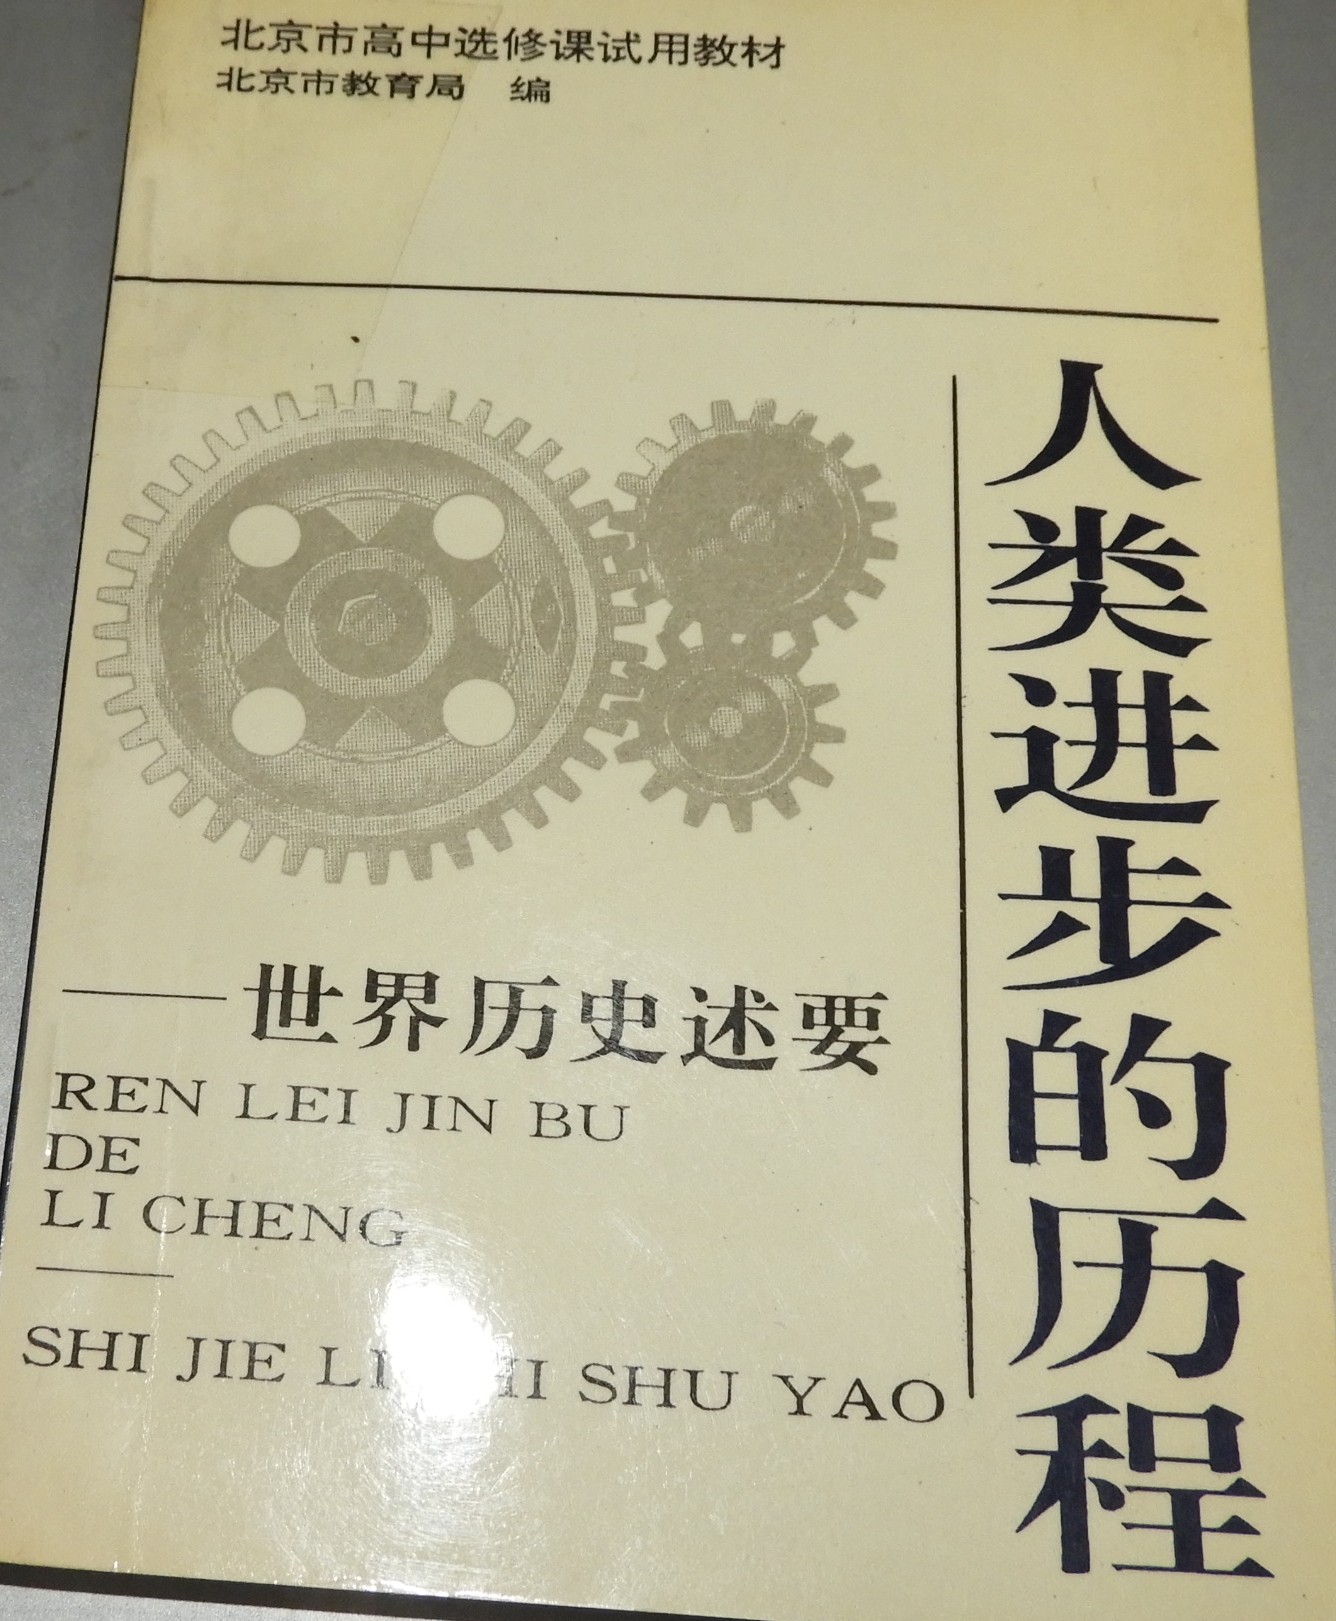 北京市高中选修课试用教材
北京市教育局 编
人类进步的历程
——世界历史述要
REN LEI JIN BU
DE
LI CHENG
—
SHI JIE LI SHU YAO